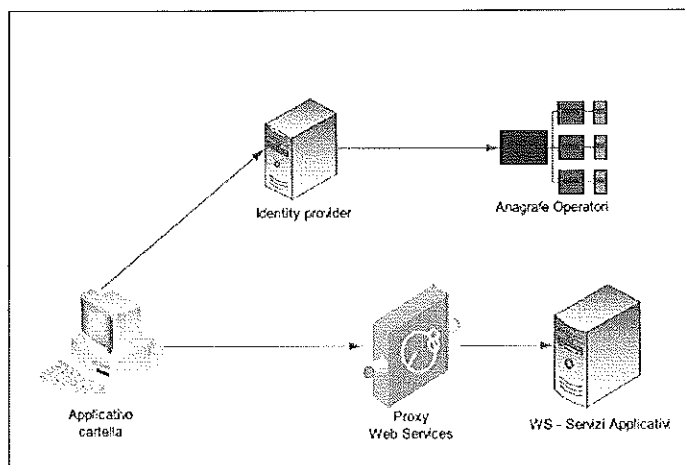 Identity provider
Anagrafe Operatori
Applicativo
cartella
Proxy
Web Services
WS - Servizi Applicativi